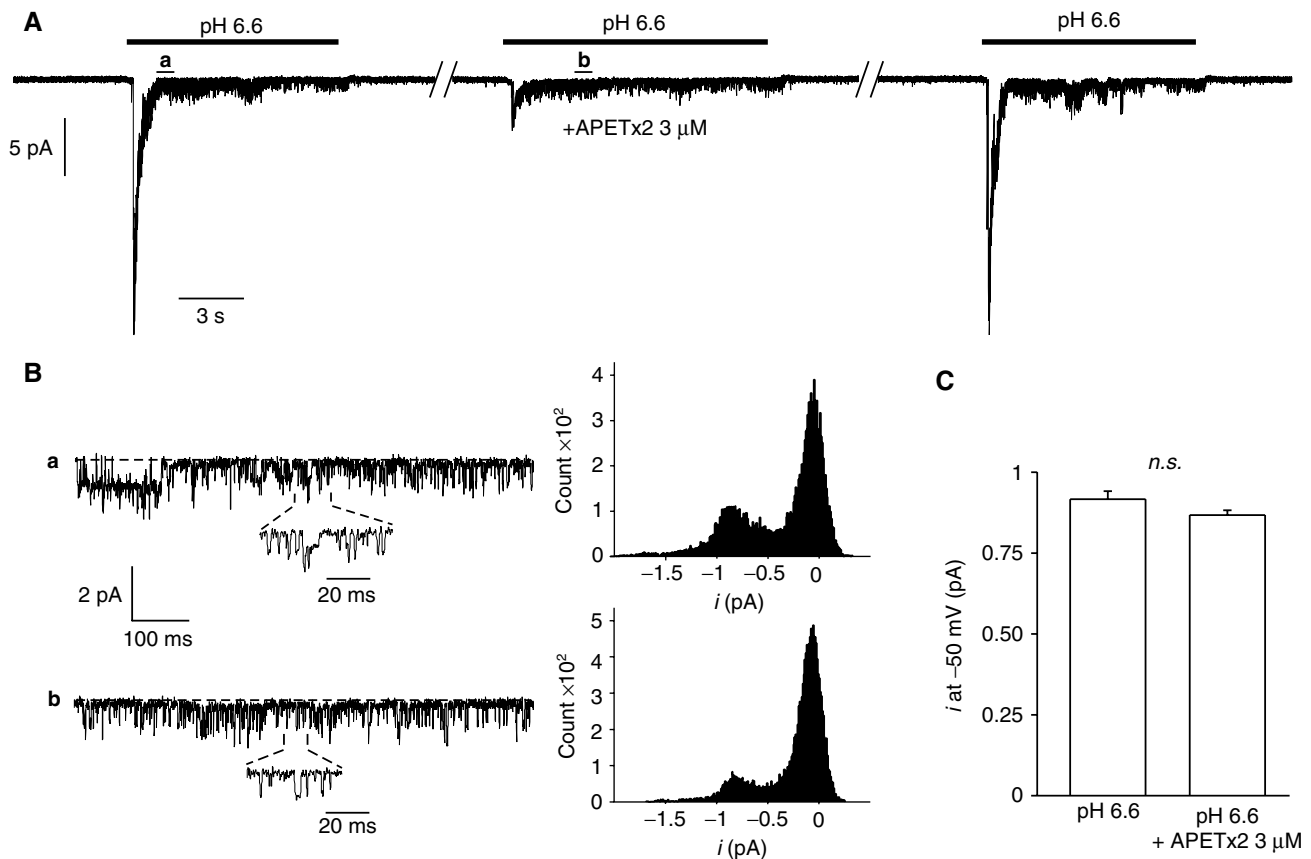 A
pH 6.6
pH 6.6
pH 6.6
a
b
+APETx2 3 μM
5 pA
3 s
B
a
20 ms
2 pA
100 ms
b
20 ms
4
3
2
1
0
Count ×10²
−1.5 −1 −0.5 0
i (pA)
5
4
3
2
1
0
Count ×10²
−1.5 −1 −0.5 0
i (pA)
C
n.s.
1
0.75
0.50
0.25
0
i at −50 mV (pA)
pH 6.6
pH 6.6
+ APETx2 3 μM